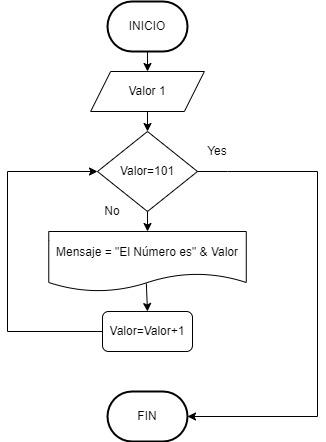 INICIO
Valor 1
Valor=101
Yes
No
Mensaje = "El Número es" & Valor
Valor=Valor+1
FIN